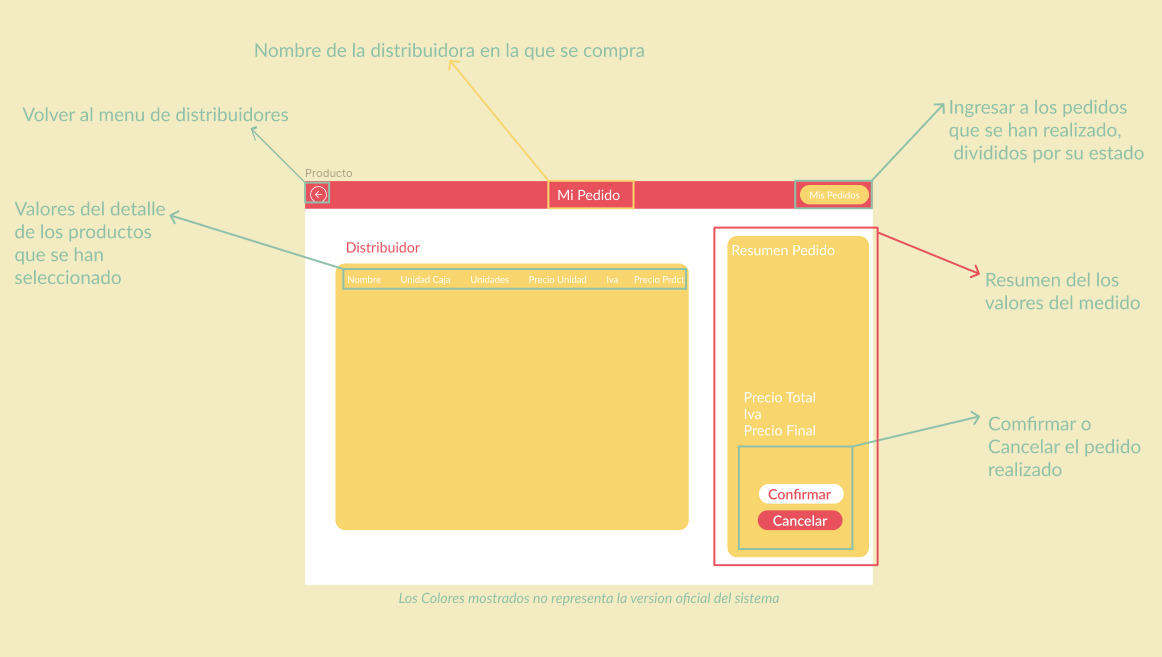 Nombre de la distribuidora en la que se compra
Volver al menu de distribuidores
Ingresar a los pedidos
que se han realizado,
divididos por su estado
Producto
Mi Pedido
Mis Pedidos
Valores del detalle
de los productos
que se han
seleccionado
Distribuidor
Nombre Unidad Caja Unidades Precio Unidad Iva Precio Prdct
Resumen Pedido
Resumen del los
valores del medido
Precio Total
Iva
Precio Final
Comfirmar o
Cancelar el pedido
realizado
Confirmar
Cancelar
Los Colores mostrados no representa la version oficial del sistema